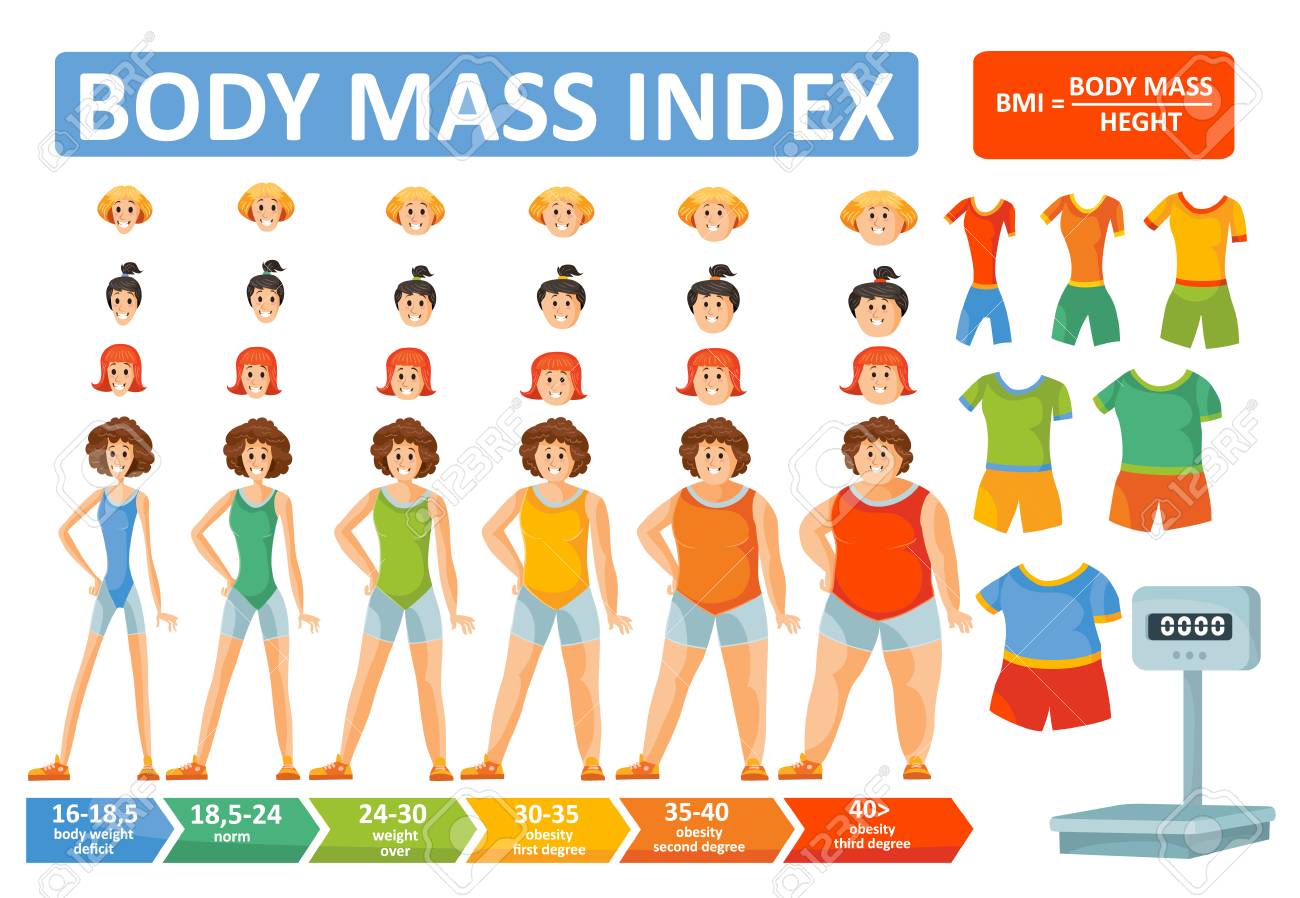 BODY MASS INDEX
BMI = BODY MASS
HEGHT
0000
16-18,5
body weight
deficit
18,5-24
norm
24-30
weight
over
30-35
obesity
first degree
35-40
obesity
second degree
40>
obesity
third degree
123RF